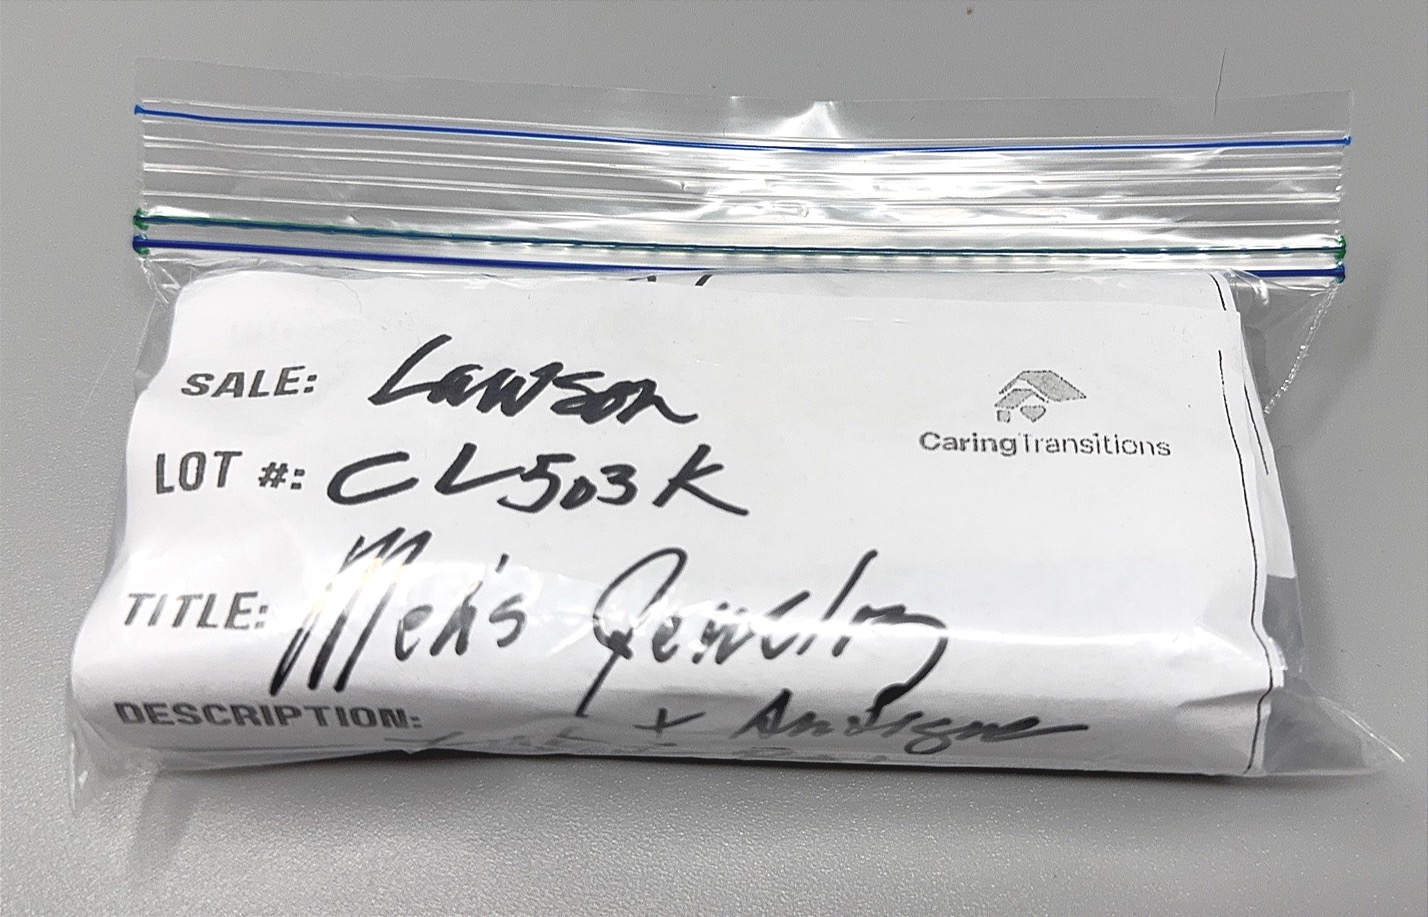 SALE: Lawson
CaringTransitions
LOT #: CL503K
TITLE: Men's Jewelry
DESCRIPTION: + Antique